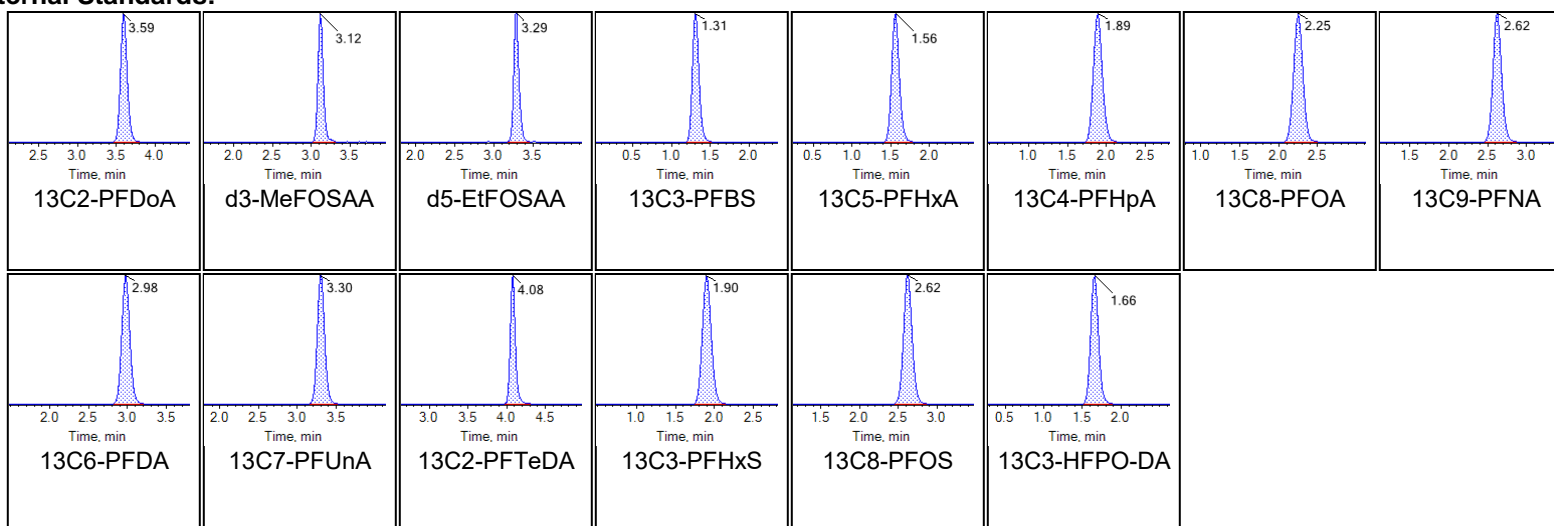 ternal Standards:
3.59 3.12 3.29 1.31 1.56 1.89 2.25 2.62
2.5 3.0 3.5 4.0 2.0 2.5 3.0 3.5 2.0 2.5 3.0 3.5 0.5 1.0 1.5 2.0 0.5 1.0 1.5 2.0 1.0 1.5 2.0 2.5 1.0 1.5 2.0 2.5 1.5 2.0 2.5 3.0
Time, min Time, min Time, min Time, min Time, min Time, min Time, min Time, min
13C2-PFDoA d3-MeFOSAA d5-EtFOSAA 13C3-PFBS 13C5-PFHxA 13C4-PFHpA 13C8-PFOA 13C9-PFNA
2.98 3.30 4.08 1.90 2.62 1.66
2.0 2.5 3.0 3.5 2.0 2.5 3.0 3.5 3.0 3.5 4.0 4.5 1.0 1.5 2.0 2.5 1.5 2.0 2.5 3.0 0.5 1.0 1.5 2.0
Time, min Time, min Time, min Time, min Time, min Time, min
13C6-PFDA 13C7-PFUnA 13C2-PFTeDA 13C3-PFHxS 13C8-PFOS 13C3-HFPO-DA